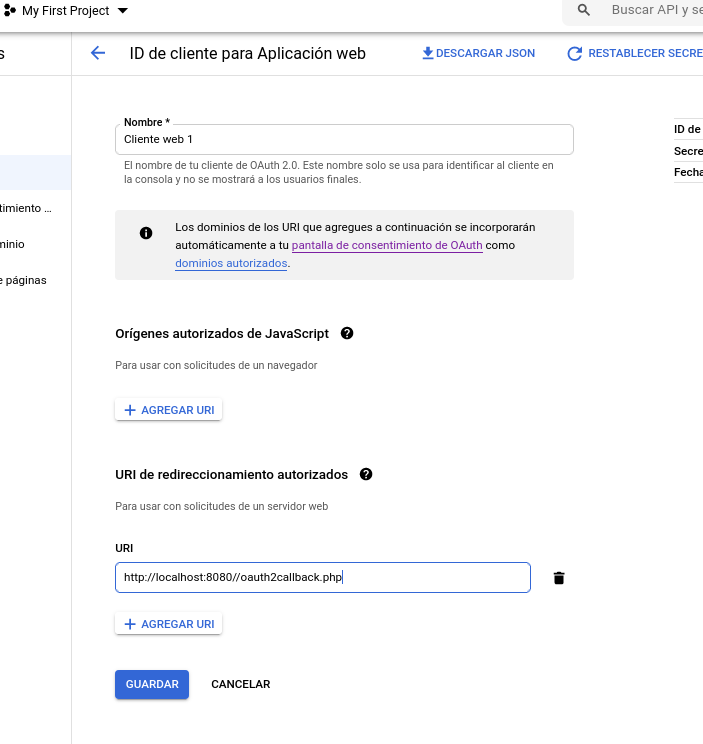 My First Project
Buscar API y se
s
ID de cliente para Aplicación web
DESCARGAR JSON
RESTABLECER SECRE
timiento ...
minio
e páginas
Nombre *
Cliente web 1
El nombre de tu cliente de OAuth 2.0. Este nombre solo se usa para identificar al cliente en
la consola y no se mostrará a los usuarios finales.
Los dominios de los URI que agregues a continuación se incorporarán
automáticamente a tu pantalla de consentimiento de OAuth como
dominios autorizados.
Orígenes autorizados de JavaScript
Para usar con solicitudes de un navegador
AGREGAR URI
URI de redireccionamiento autorizados
Para usar con solicitudes de un servidor web
URI
http://localhost:8080//oauth2callback.php
AGREGAR URI
GUARDAR
CANCELAR
ID de
Secre
Fecha